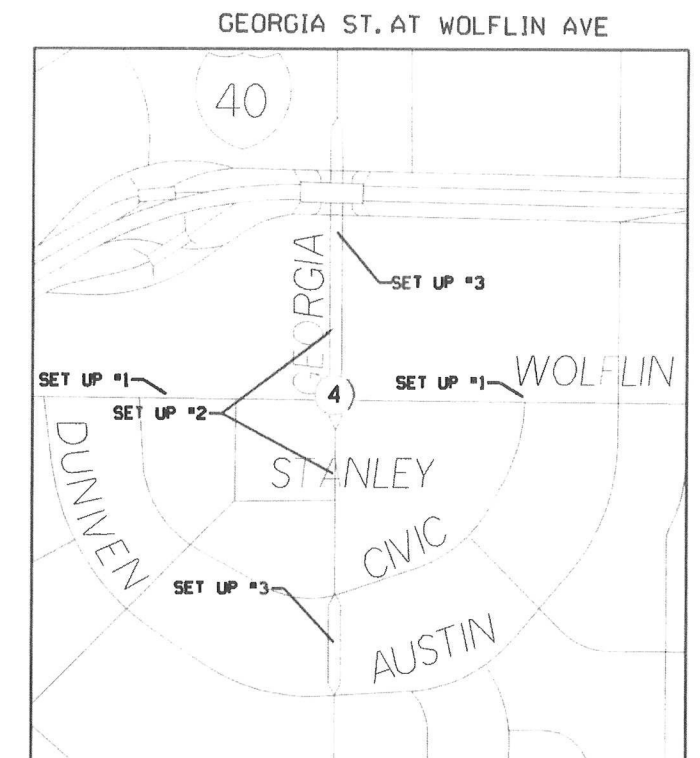 GEORGIA ST. AT WOLFLIN AVE
40
GEORGIA
SET UP "3
WOLFLIN
SET UP "1
4)
SET UP "1
SET UP "2
DUNIVEN
STANLEY
CIVIC
SET UP "3
AUSTIN